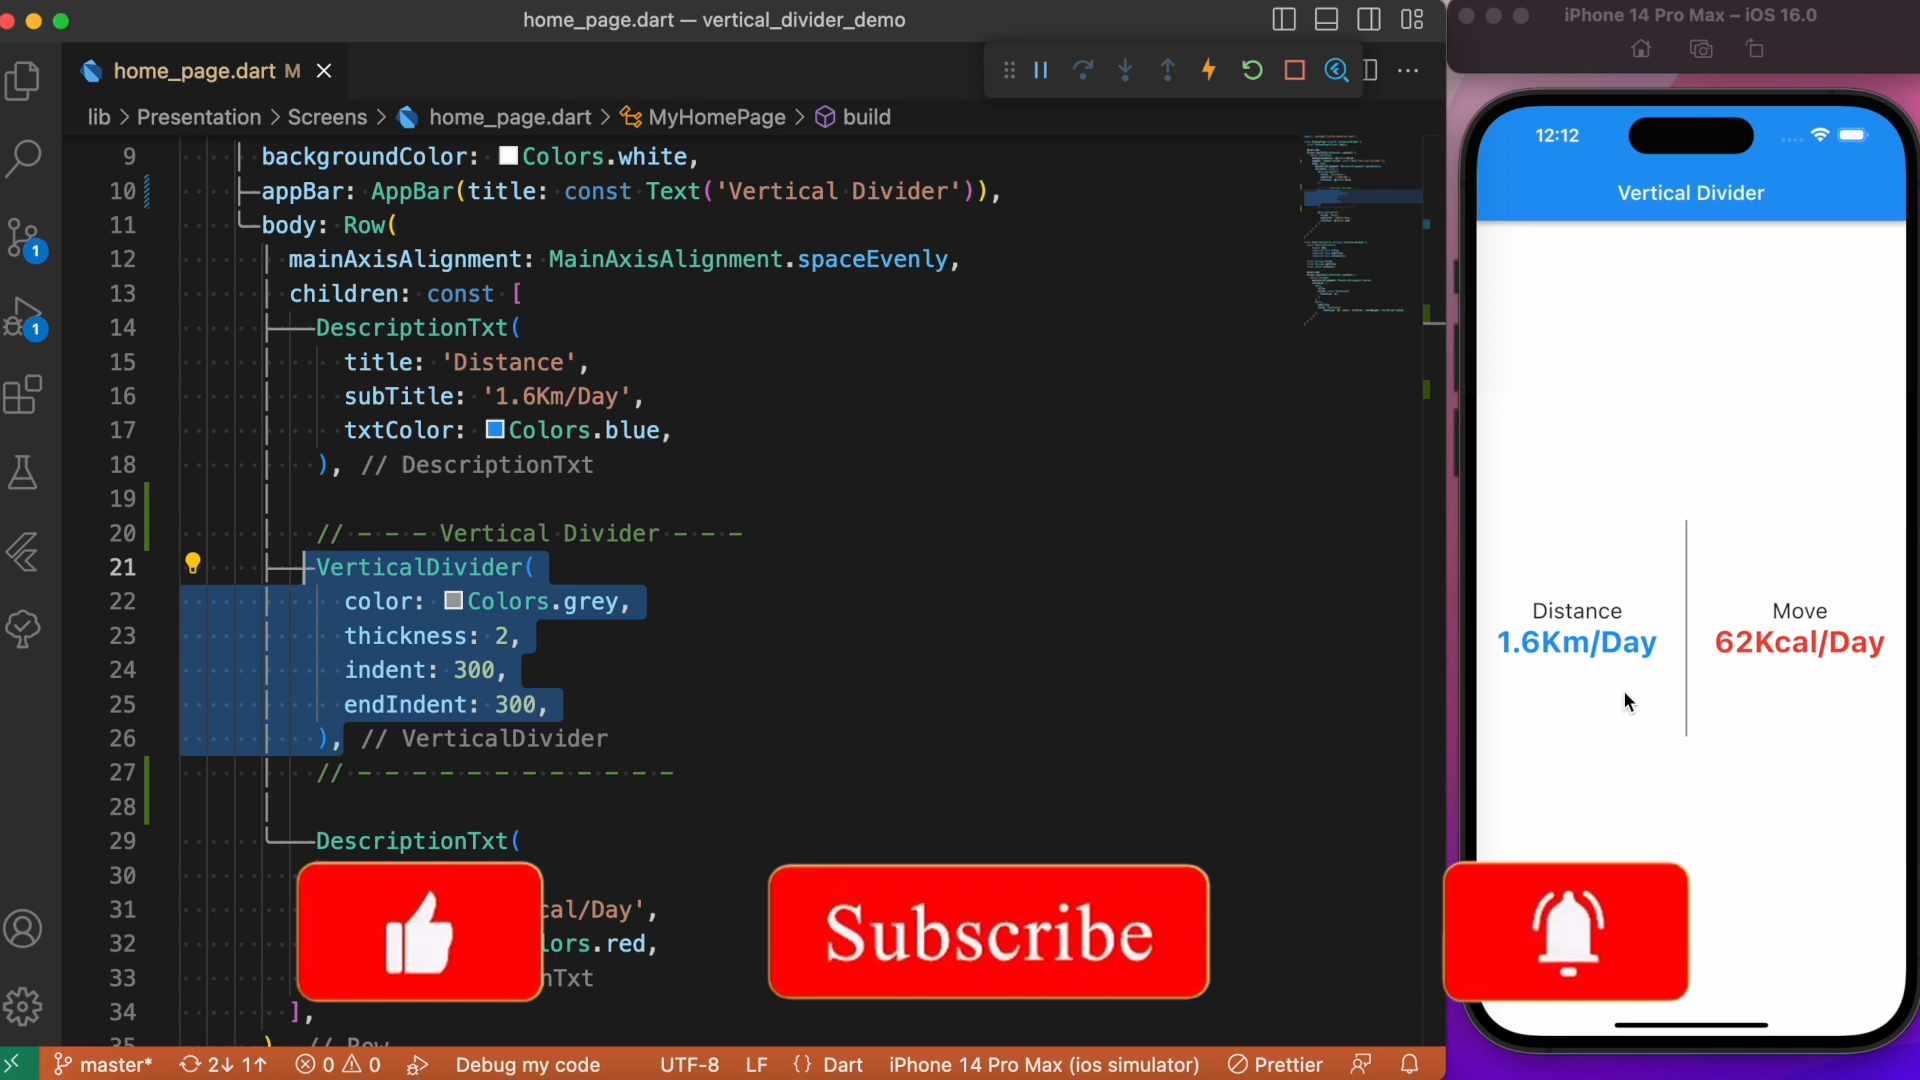 home_page.dart — vertical_divider_demo
iPhone 14 Pro Max – iOS 16.0
home_page.dart M
lib > Presentation > Screens > home_page.dart > MyHomePage > build
9 backgroundColor: Colors.white,
10 appBar: AppBar(title: const Text('Vertical Divider')),
11 body: Row(
12 mainAxisAlignment: MainAxisAlignment.spaceEvenly,
13 children: const [
14 DescriptionTxt(
15 title: 'Distance',
16 subTitle: '1.6Km/Day',
17 txtColor: Colors.blue,
18 ), // DescriptionTxt
19
20 // - - - Vertical Divider - - -
21 VerticalDivider(
22 color: Colors.grey,
23 thickness: 2,
24 indent: 300,
25 endIndent: 300,
26 ), // VerticalDivider
27 // - - - - - - - - - - - -
28
29 DescriptionTxt(
30
31 cal/Day',
32 lors.red,
33 nTxt
34 ],
35 ) // Row
1
1
12:12
Vertical Divider
Distance
1.6Km/Day
Move
62Kcal/Day
Subscribe
master* 2↓ 1↑ 0 0 Debug my code UTF-8 LF {} Dart iPhone 14 Pro Max (ios simulator) Prettier